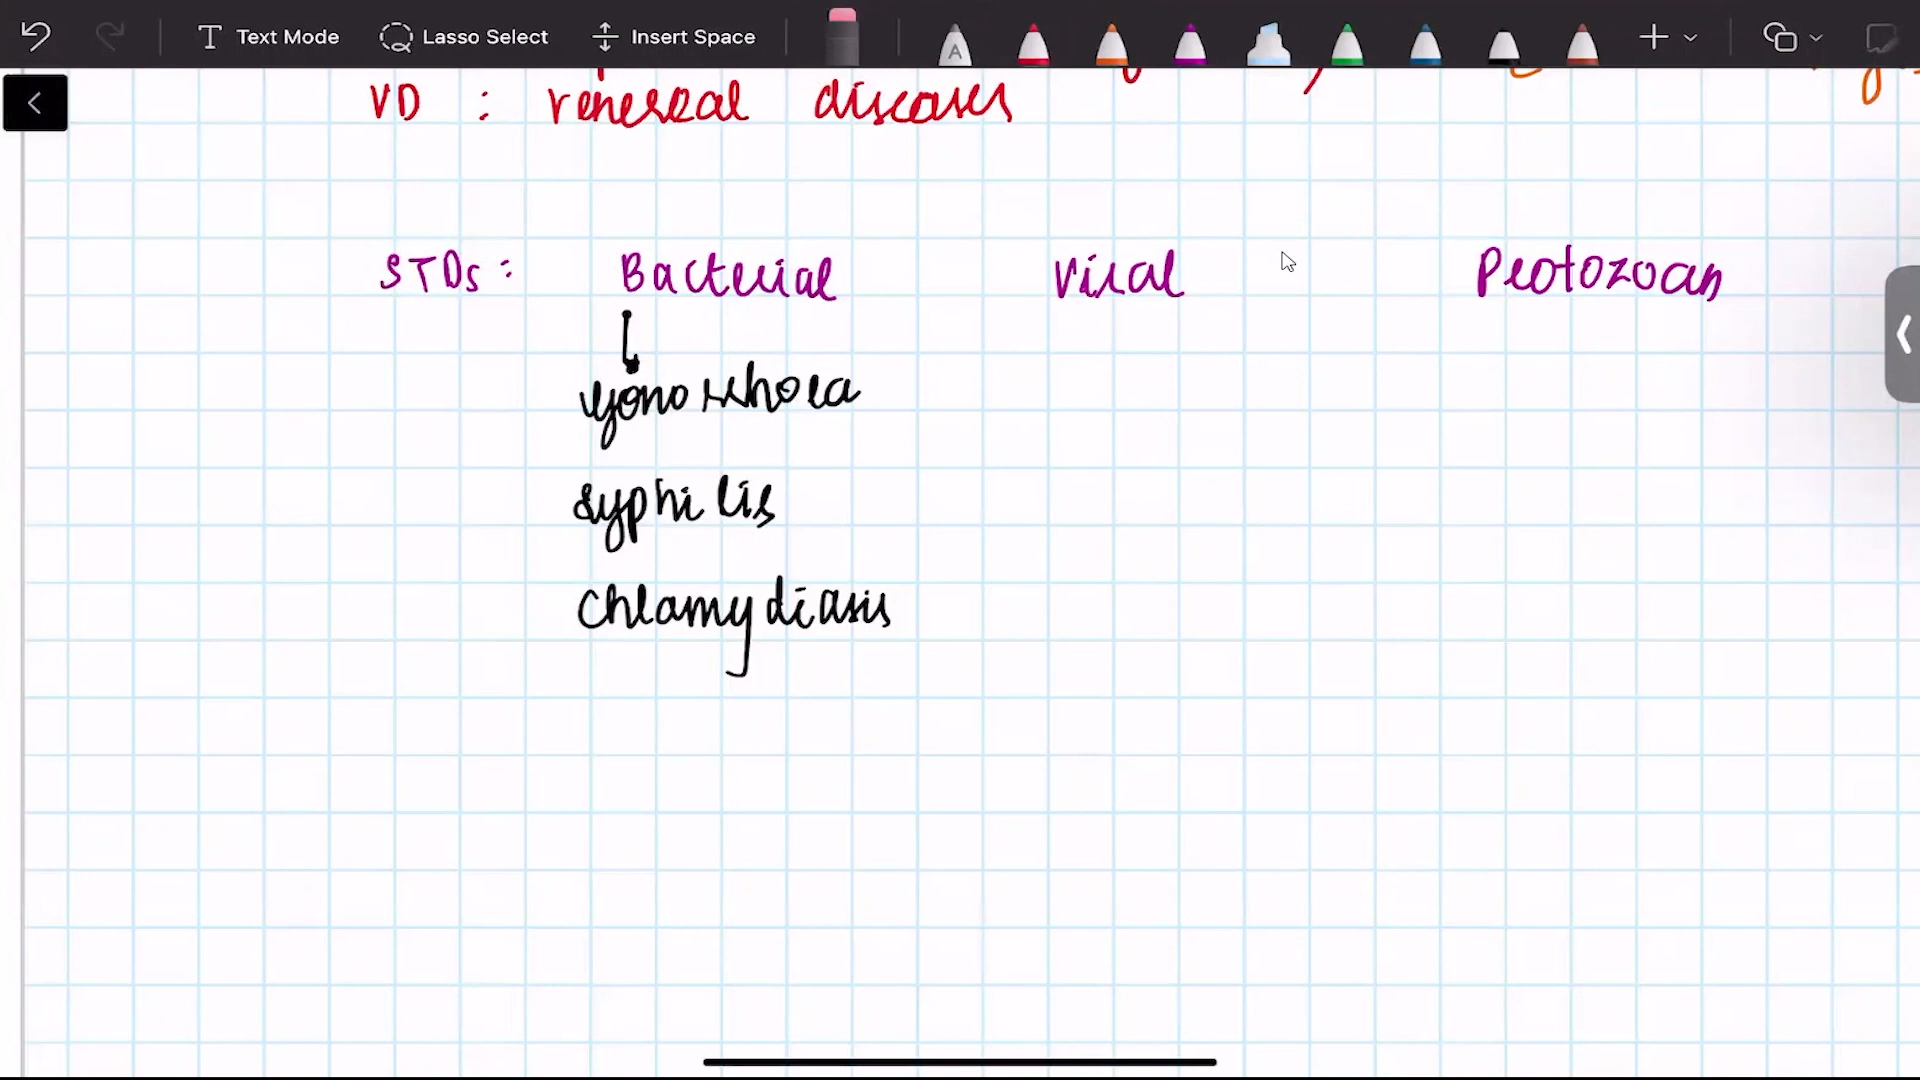 Text Mode Lasso Select Insert Space A
VD : venereal diseases
STDs : Bacterial Viral Protozoan
Gonorrhoea
Syphilis
Chlamydiasis